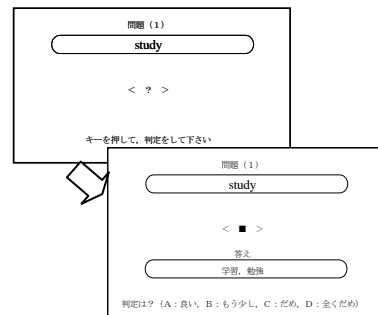 問題（1）
study
＜　?　＞
キーを押して，判定をして下さい
問題（1）
study
＜　■　＞
答え
学習，勉強
判定は?（A：良い，B：もう少し，C：だめ，D：全くだめ）